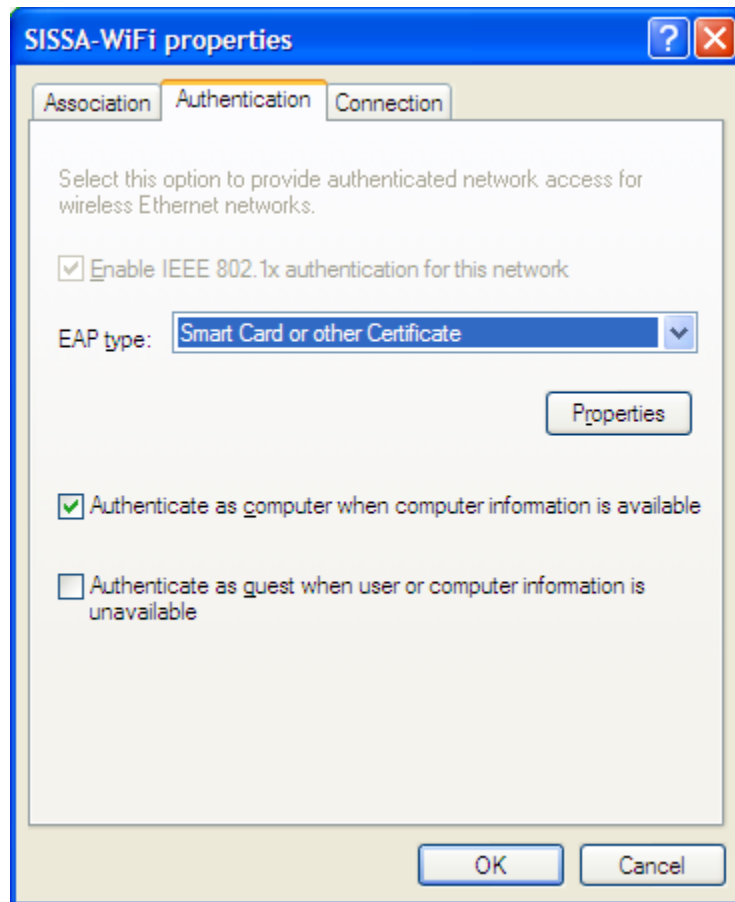 SISSA-WiFi properties
Association
Authentication
Connection
Select this option to provide authenticated network access for
wireless Ethernet networks.
Enable IEEE 802.1x authentication for this network
EAP type:
Smart Card or other Certificate
Properties
Authenticate as computer when computer information is available
Authenticate as guest when user or computer information is
unavailable
OK
Cancel